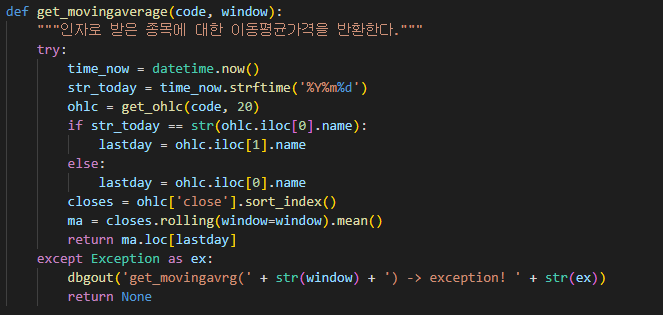 def get_movingaverage(code, window):
    """인자로 받은 종목에 대한 이동평균가격을 반환한다."""
    try:
        time_now = datetime.now()
        str_today = time_now.strftime('%Y%m%d')
        ohlc = get_ohlc(code, 20)
        if str_today == str(ohlc.iloc[0].name):
            lastday = ohlc.iloc[1].name
        else:
            lastday = ohlc.iloc[0].name
        closes = ohlc['close'].sort_index()
        ma = closes.rolling(window=window).mean()
        return ma.loc[lastday]
    except Exception as ex:
        dbgout('get_movingavrg(' + str(window) + ') -> exception! ' + str(ex))
        return None